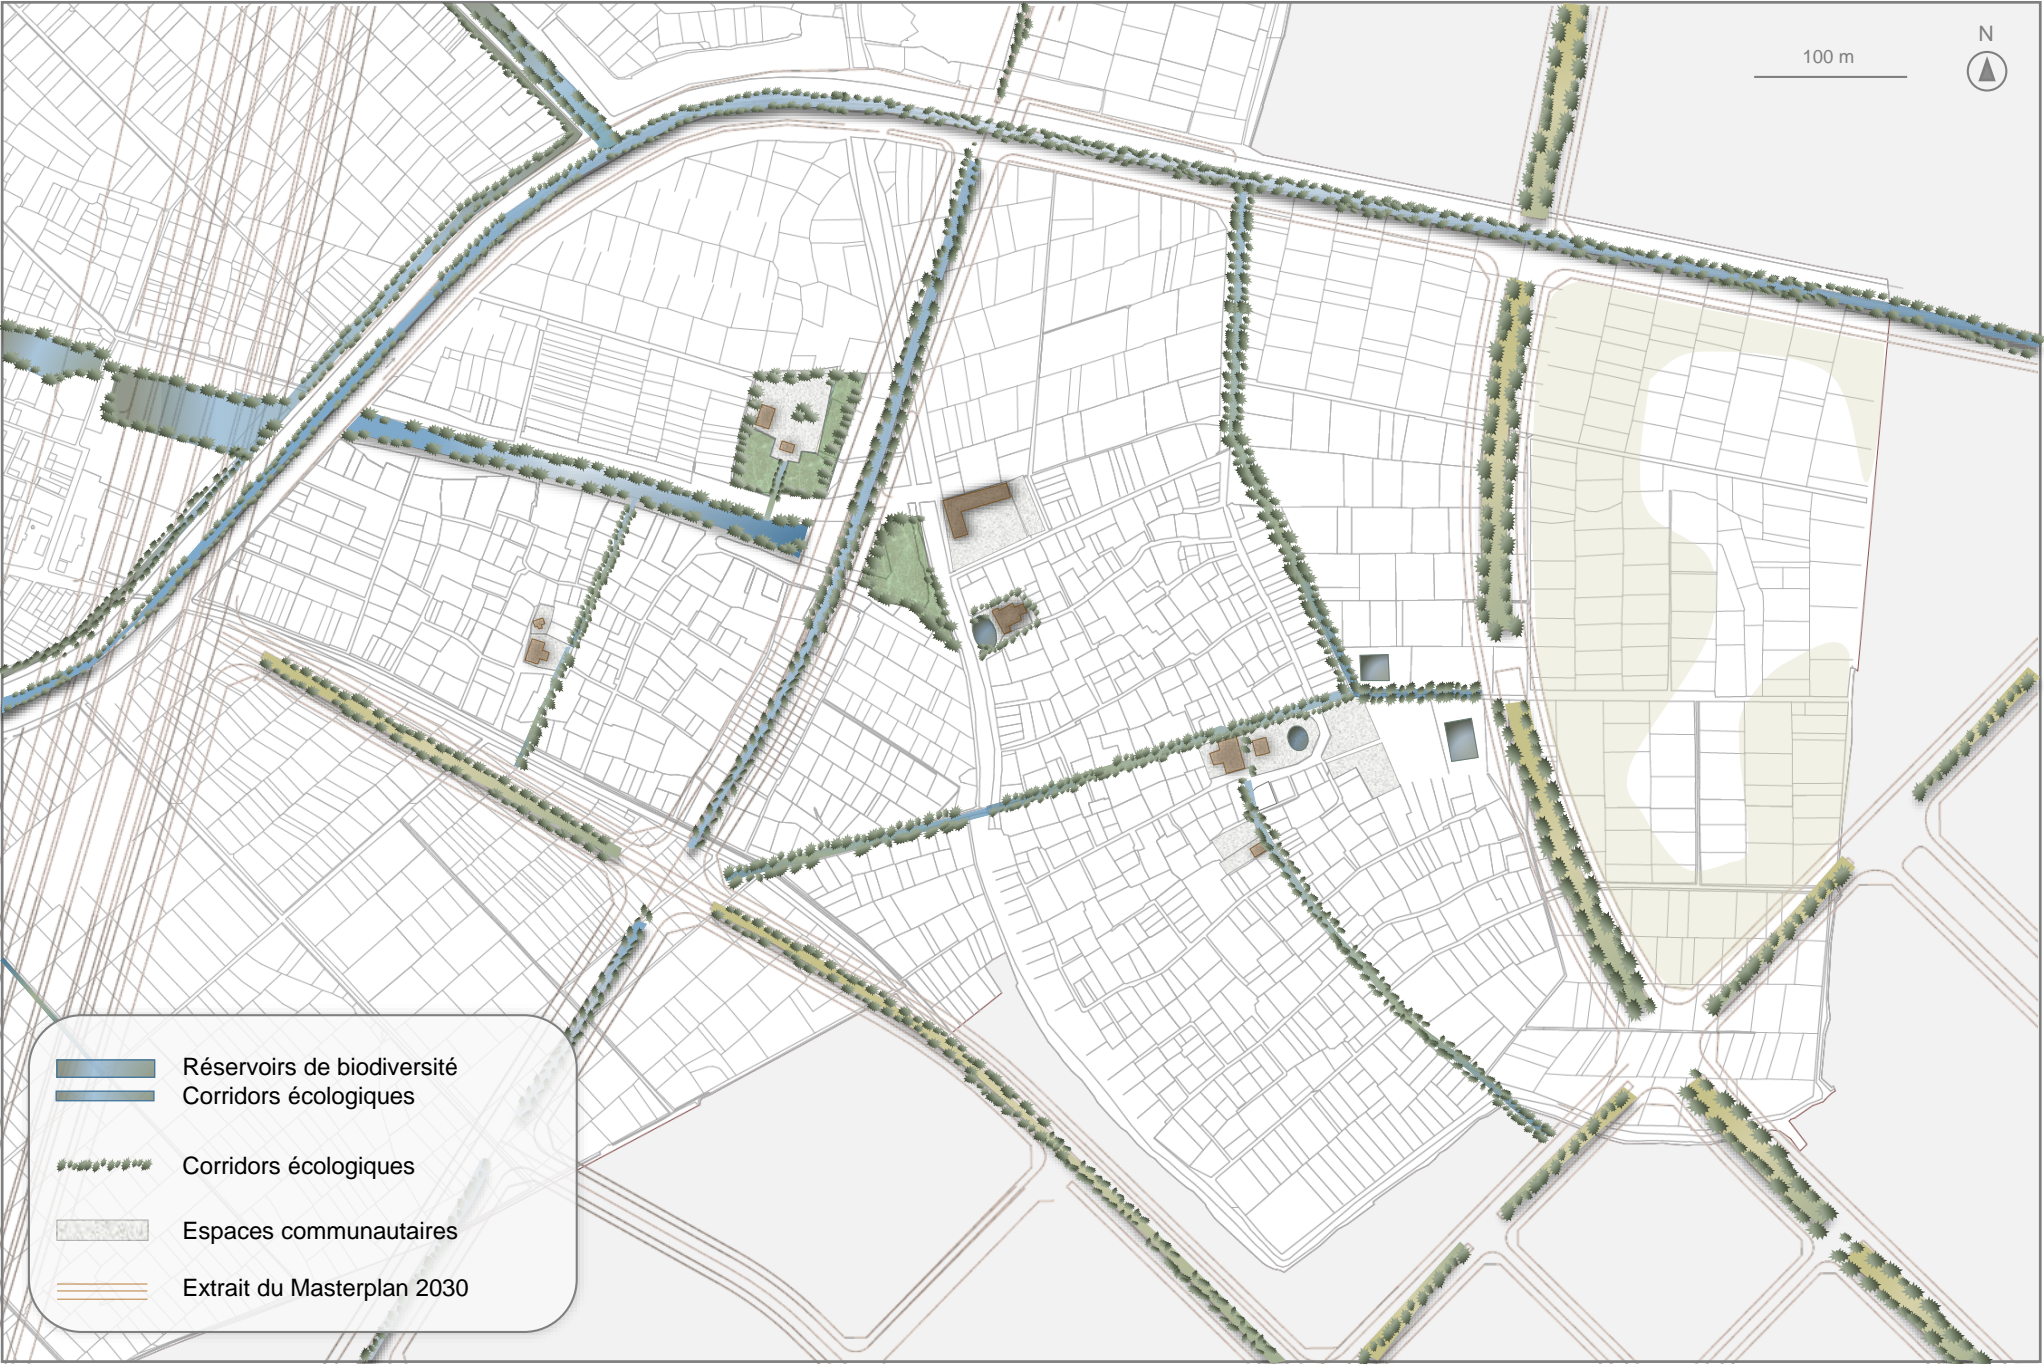 100 m
N
Réservoirs de biodiversité
Corridors écologiques
Corridors écologiques
Espaces communautaires
Extrait du Masterplan 2030